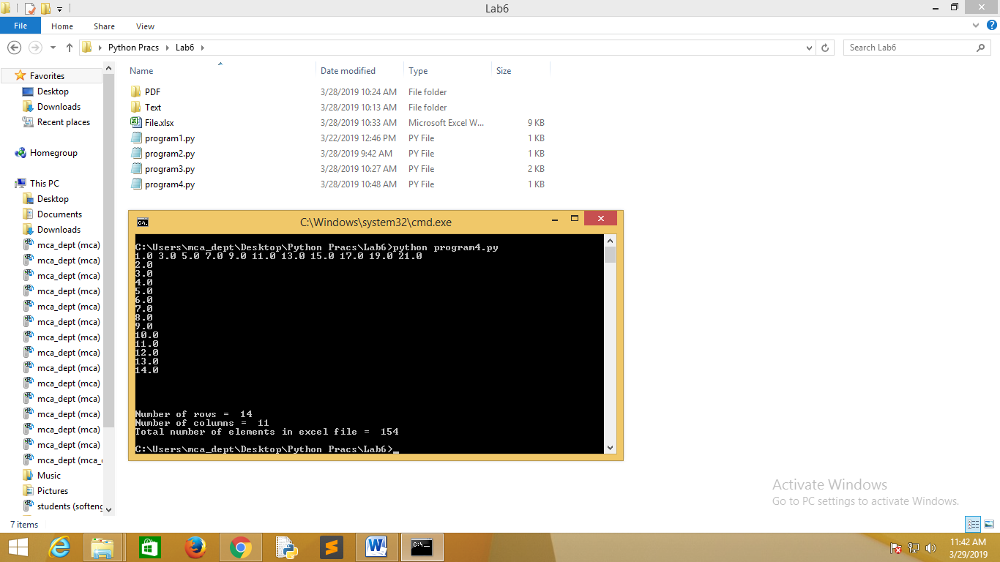 Lab6
File Home Share View
Python Pracs Lab6 Search Lab6
Name Date modified Type Size
PDF 3/28/2019 10:24 AM File folder
Text 3/28/2019 10:13 AM File folder
File.xlsx 3/28/2019 10:33 AM Microsoft Excel W... 9 KB
program1.py 3/22/2019 12:46 PM PY File 1 KB
program2.py 3/28/2019 9:42 AM PY File 1 KB
program3.py 3/28/2019 10:27 AM PY File 2 KB
program4.py 3/28/2019 10:48 AM PY File 1 KB
Favorites
Desktop
Downloads
Recent places
Homegroup
This PC
Desktop
Documents
Downloads
mca_dept (mca)
mca_dept (mca)
mca_dept (mca)
mca_dept (mca)
mca_dept (mca)
mca_dept (mca)
mca_dept (mca)
mca_dept (mca)
mca_dept (mca)
mca_dept (mca)
mca_dept (mca)
mca_dept (mca)
mca_dept (mca)
mca_dept (mca)
mca_dept (mca_d
Music
Pictures
students (softeng
C:\Windows\system32\cmd.exe
C:\Users\mca_dept\Desktop\Python Pracs\Lab6>python program4.py
1.0 3.0 5.0 7.0 9.0 11.0 13.0 15.0 17.0 19.0 21.0
2.0
3.0
4.0
5.0
6.0
7.0
8.0
9.0
10.0
11.0
12.0
13.0
14.0
Number of rows =  14
Number of columns =  11
Total number of elements in excel file =  154
C:\Users\mca_dept\Desktop\Python Pracs\Lab6>_
Activate Windows
Go to PC settings to activate Windows.
7 items
11:42 AM
3/29/2019